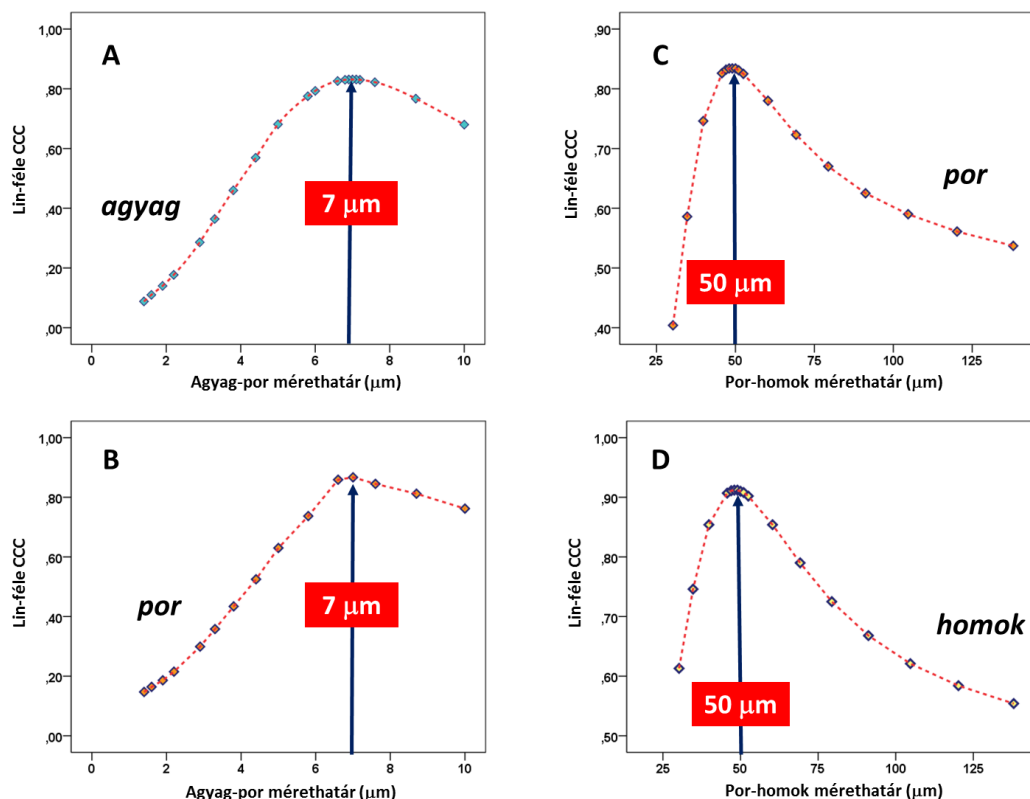 A
Lin-féle CCC
1,00
,80
,60
,40
,20
,00
agyag
7 μm
0
2
4
6
8
10
Agyag-por mérethatár (μm)
C
Lin-féle CCC
,90
,80
,70
,60
,50
,40
por
50 μm
25
50
75
100
125
Por-homok mérethatár (μm)
B
Lin-féle CCC
1,00
,80
,60
,40
,20
,00
por
7 μm
0
2
4
6
8
10
Agyag-por mérethatár (μm)
D
Lin-féle CCC
1,00
,90
,80
,70
,60
,50
homok
50 μm
25
50
75
100
125
Por-homok mérethatár (μm)